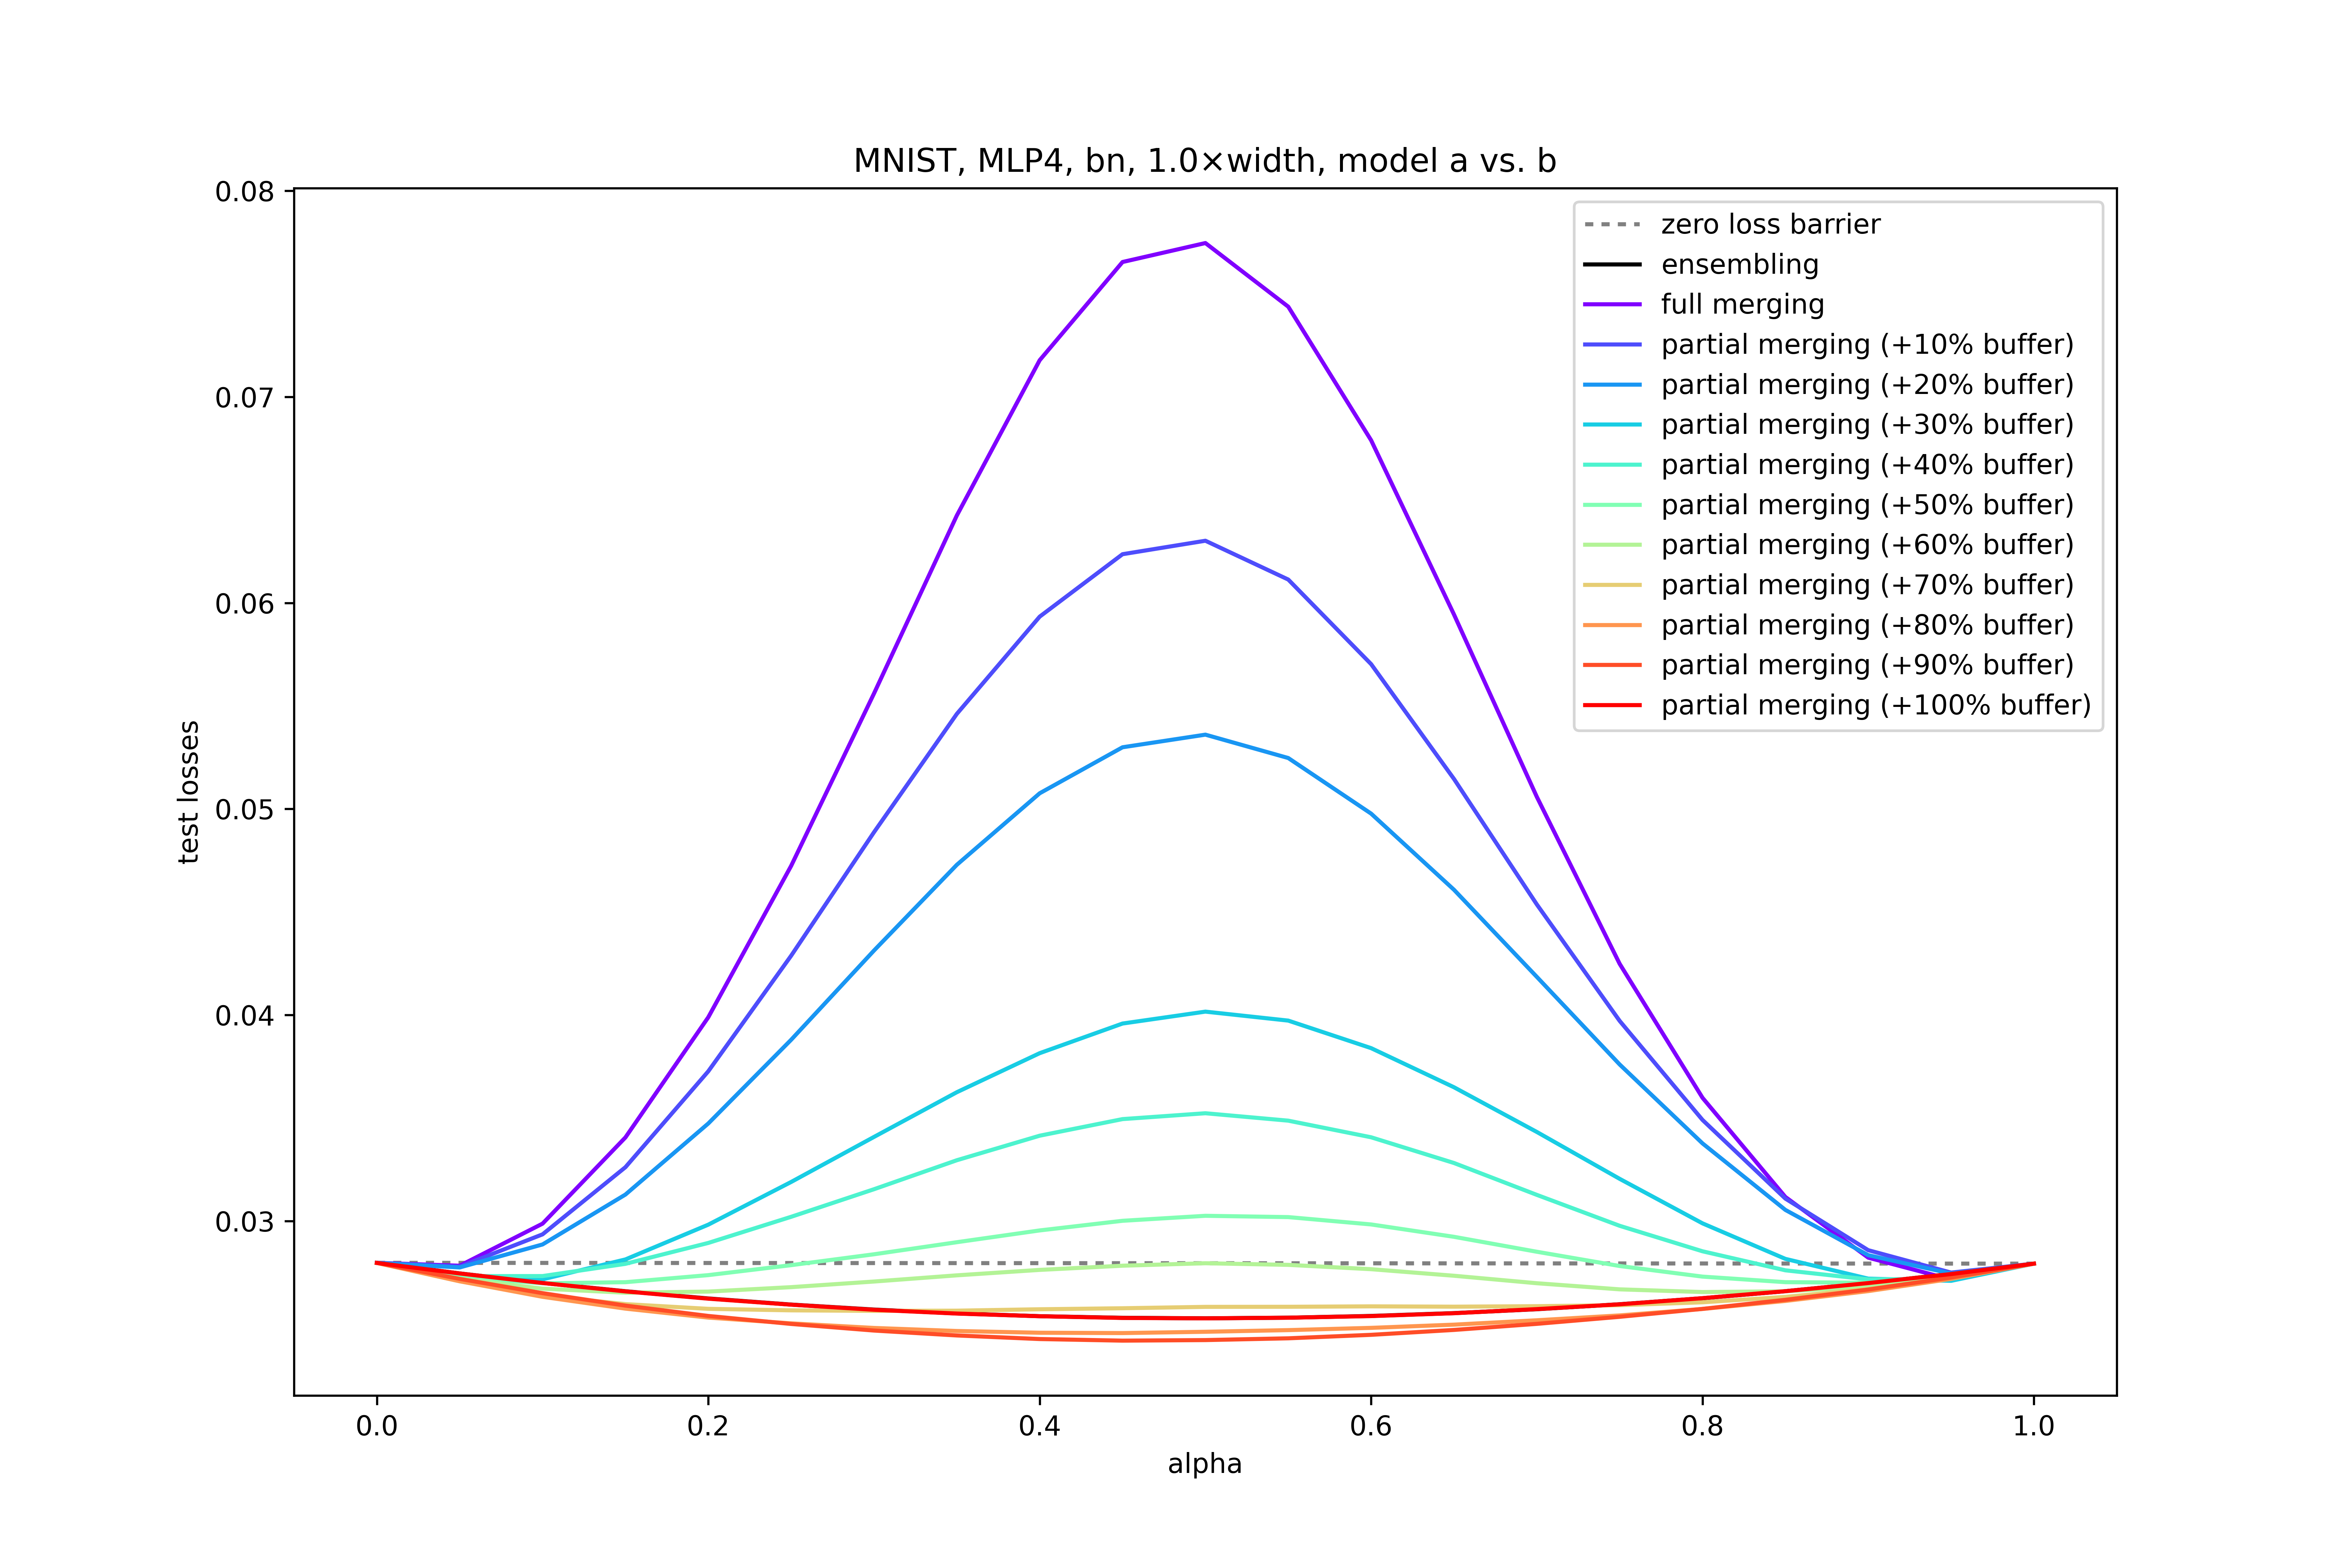 MNIST, MLP4, bn, 1.0×width, model a vs. b
0.08
0.07
0.06
0.05
0.04
0.03
test losses
zero loss barrier
ensembling
full merging
partial merging (+10% buffer)
partial merging (+20% buffer)
partial merging (+30% buffer)
partial merging (+40% buffer)
partial merging (+50% buffer)
partial merging (+60% buffer)
partial merging (+70% buffer)
partial merging (+80% buffer)
partial merging (+90% buffer)
partial merging (+100% buffer)
0.0 0.2 0.4 0.6 0.8 1.0
alpha